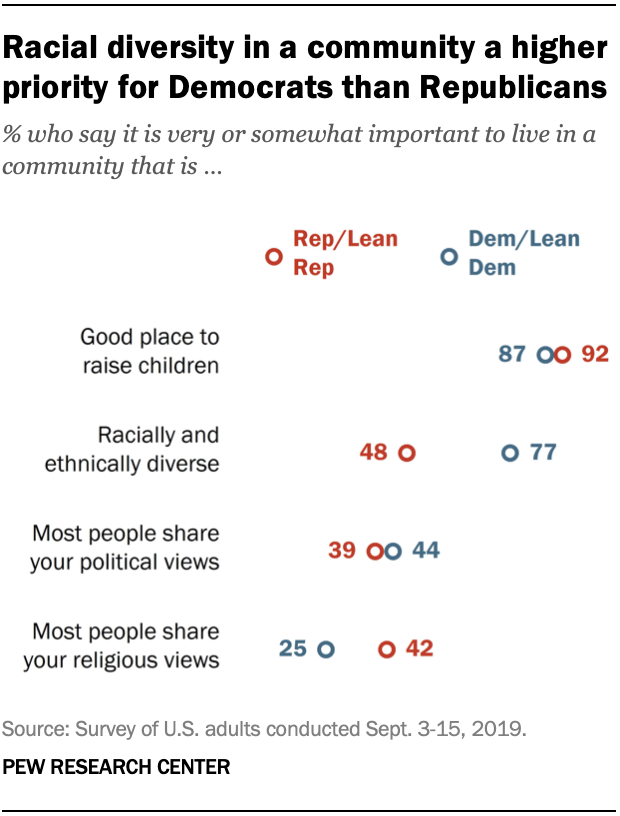 Racial diversity in a community a higher
priority for Democrats than Republicans
% who say it is very or somewhat important to live in a
community that is ...
Rep/Lean
Rep
Dem/Lean
Dem
Good place to
raise children
87 92
Racially and
ethnically diverse
48 77
Most people share
your political views
39 44
Most people share
your religious views
25 42
Source: Survey of U.S. adults conducted Sept. 3-15, 2019.
PEW RESEARCH CENTER